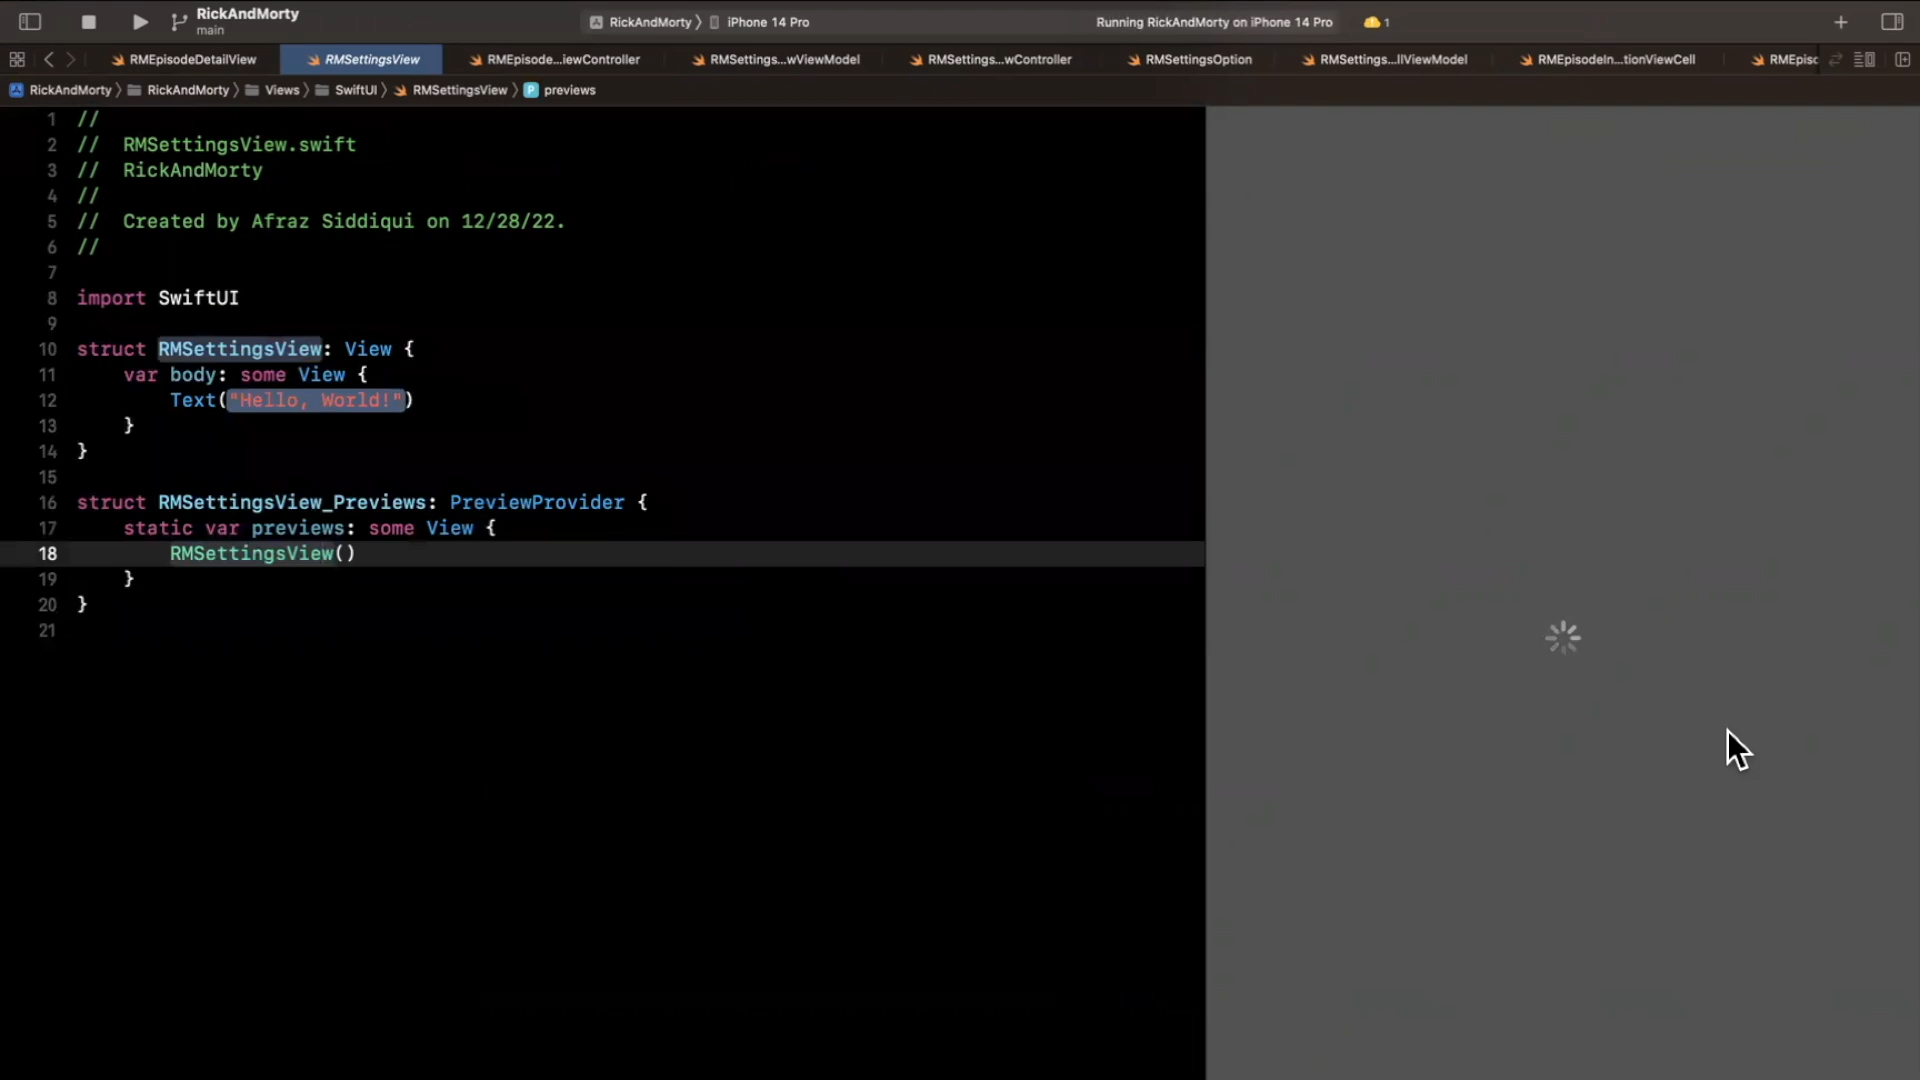 RickAndMorty
main
RickAndMorty 〉 iPhone 14 Pro
Running RickAndMorty on iPhone 14 Pro
1
RMEpisodeDetailView
RMSettingsView
RMEpisode...iewController
RMSettings...wViewModel
RMSettings...wController
RMSettingsOption
RMSettings...llViewModel
RMEpisodeIn...tionViewCell
RMEpisc
RickAndMorty 〉 RickAndMorty 〉 Views 〉 SwiftUI 〉 RMSettingsView 〉 P previews
1 //
2 //  RMSettingsView.swift
3 //  RickAndMorty
4 //
5 //  Created by Afraz Siddiqui on 12/28/22.
6 //
7
8 import SwiftUI
9
10 struct RMSettingsView: View {
11     var body: some View {
12         Text("Hello, World!")
13     }
14 }
15
16 struct RMSettingsView_Previews: PreviewProvider {
17     static var previews: some View {
18         RMSettingsView()
19     }
20 }
21